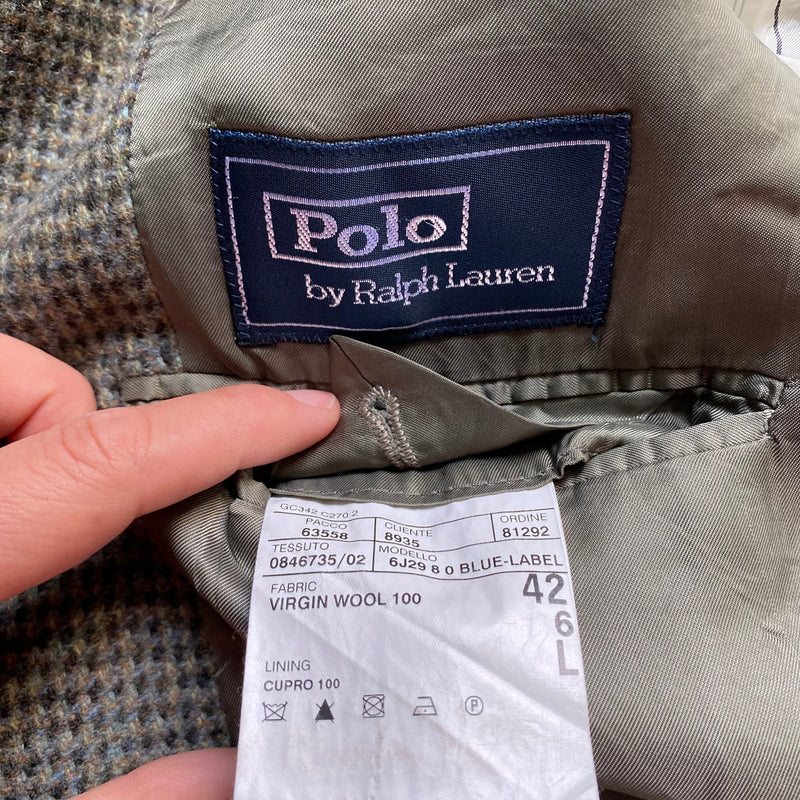 Polo
by Ralph Lauren
GC342 C270 2
PACCO CLIENTE ORDINE
63558 8935 81292
TESSUTO MODELLO
0846735/02 6J29 8 0 BLUE-LABEL
FABRIC
VIRGIN WOOL 100
42
6
L
LINING
CUPRO 100
P